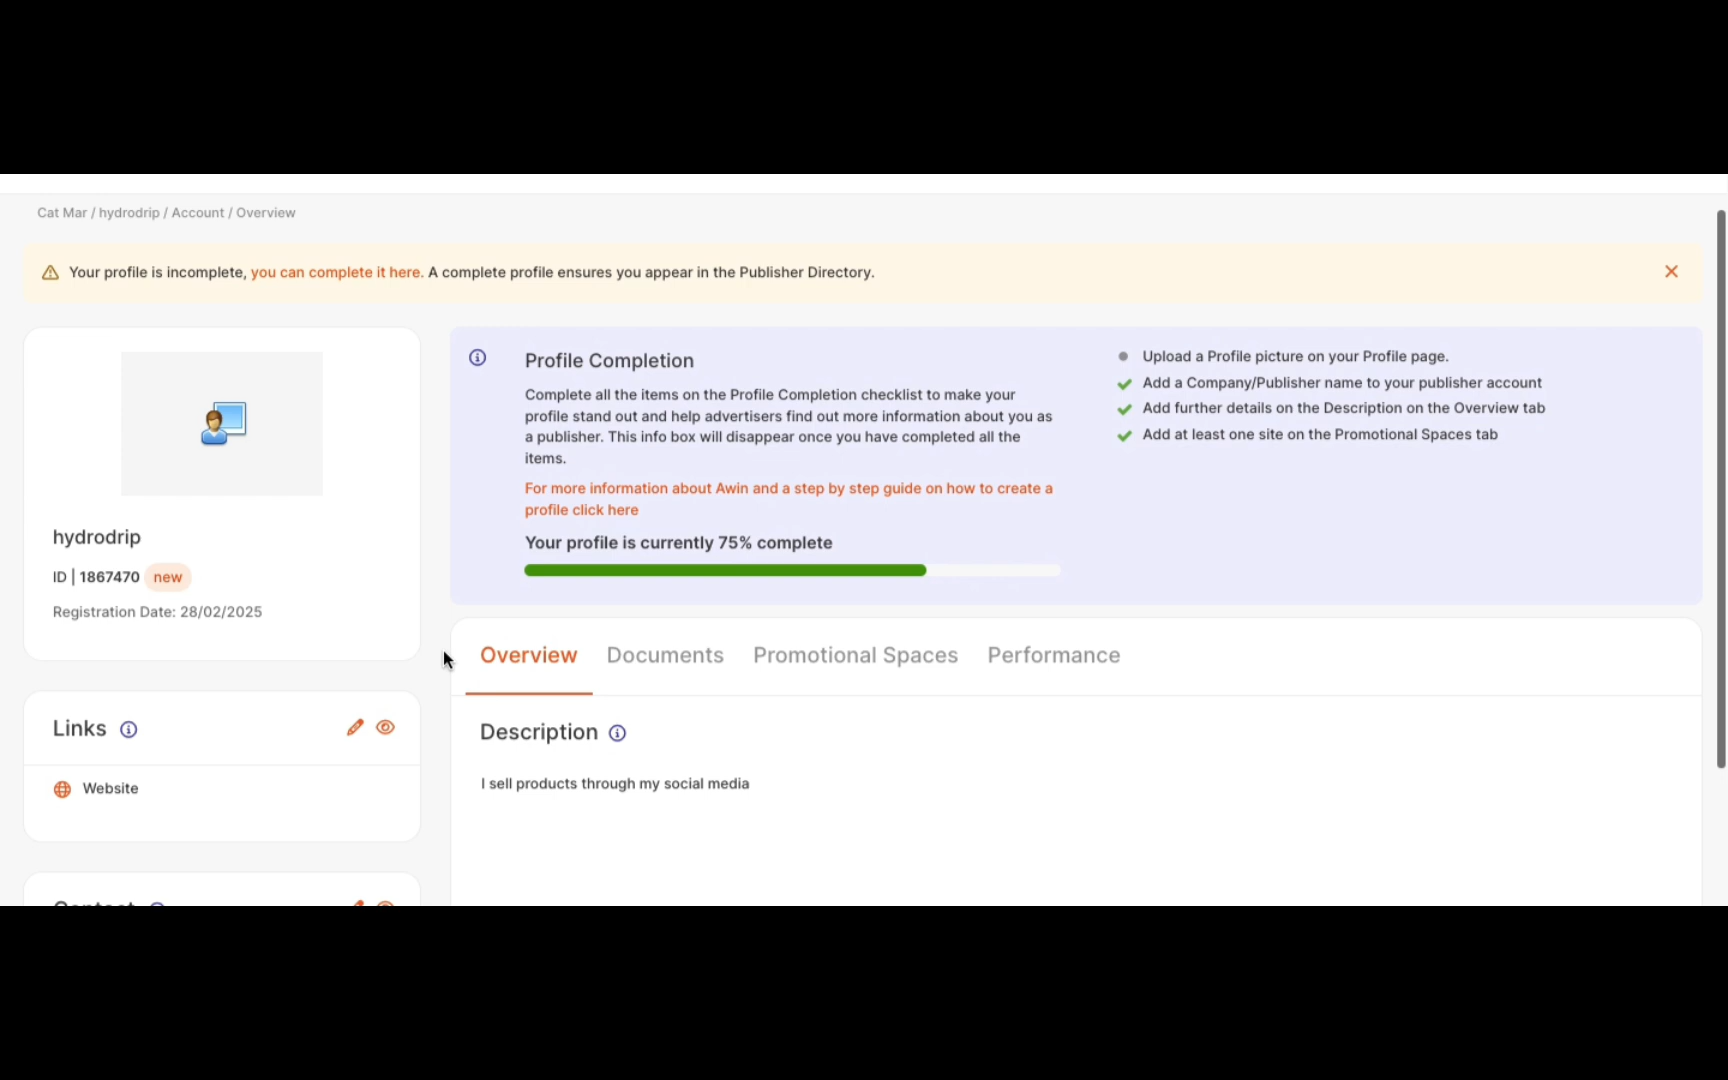 Cat Mar / hydrodrip / Account / Overview
Your profile is incomplete, you can complete it here. A complete profile ensures you appear in the Publisher Directory.
hydrodrip
ID | 1867470 new
Registration Date: 28/02/2025
Links
Website
Contact
Profile Completion
Complete all the items on the Profile Completion checklist to make your
profile stand out and help advertisers find out more information about you as
a publisher. This info box will disappear once you have completed all the
items.
For more information about Awin and a step by step guide on how to create a
profile click here
Your profile is currently 75% complete
Upload a Profile picture on your Profile page.
Add a Company/Publisher name to your publisher account
Add further details on the Description on the Overview tab
Add at least one site on the Promotional Spaces tab
Overview Documents Promotional Spaces Performance
Description
I sell products through my social media